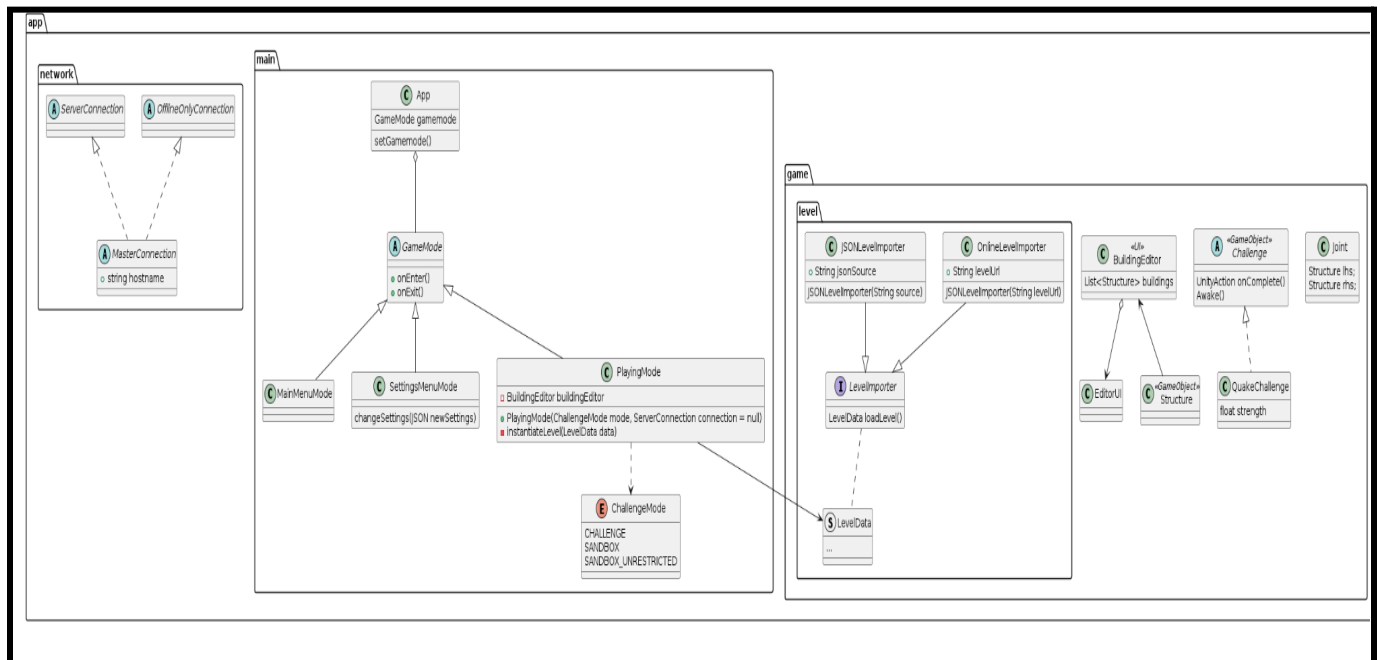 app
network
A ServerConnection
A OfflineOnlyConnection
A MasterConnection
string hostname
main
C App
GameMode gamemode
setGamemode()
A GameMode
onEnter()
onExit()
C MainMenuMode
C SettingsMenuMode
changeSettings(JSON newSettings)
C PlayingMode
BuildingEditor buildingEditor
PlayingMode(ChallengeMode mode, ServerConnection connection = null)
instantiateLevel(LevelData data)
E ChallengeMode
CHALLENGE
SANDBOX
SANDBOX_UNRESTRICTED
game
level
C JSONLevelImporter
String jsonSource
JSONLevelImporter(String source)
C OnlineLevelImporter
String levelUrl
JSONLevelImporter(String levelUrl)
I LevelImporter
LevelData loadLevel()
S LevelData
...
«UI»
C BuildingEditor
List<Structure> buildings
C EditorUI
«GameObject»
C Structure
«GameObject»
A Challenge
UnityAction onComplete()
Awake()
C QuakeChallenge
float strength
C Joint
Structure lhs;
Structure rhs;